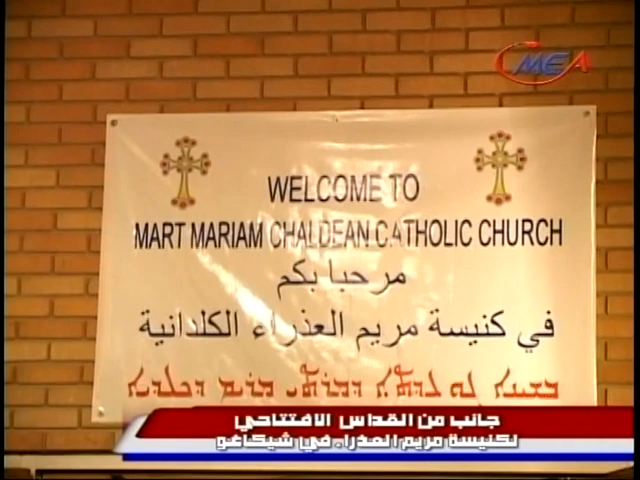 MEA
WELCOME TO
MART MARIAM CHALDEAN CATHOLIC CHURCH
مرحبا بكم
في كنيسة مريم العذراء الكلدانية
جانب من القداس الافتتاحي
لكنيسة مريم العذراء في شيكاغو